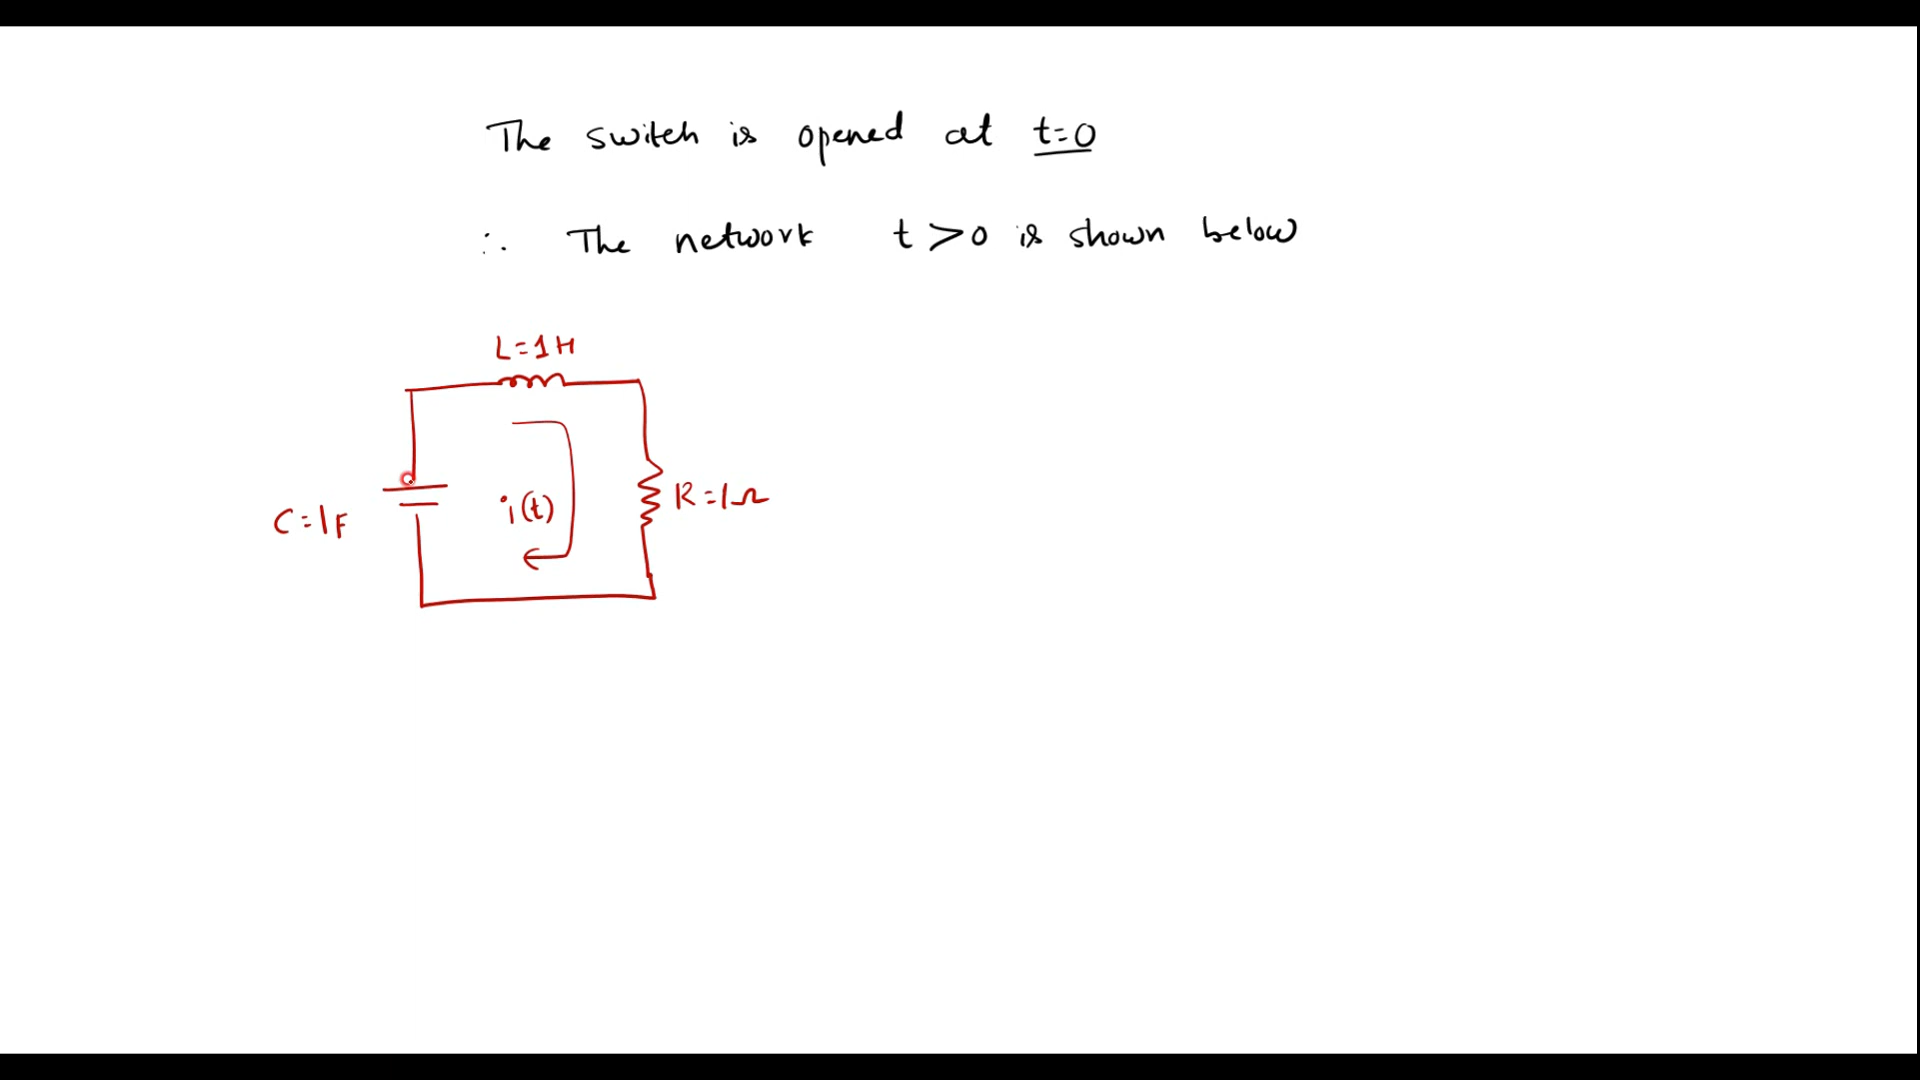 The switch is opened at t=0
∴ The network t>0 is shown below
L=1H
C=1F
i(t)
R=1Ω